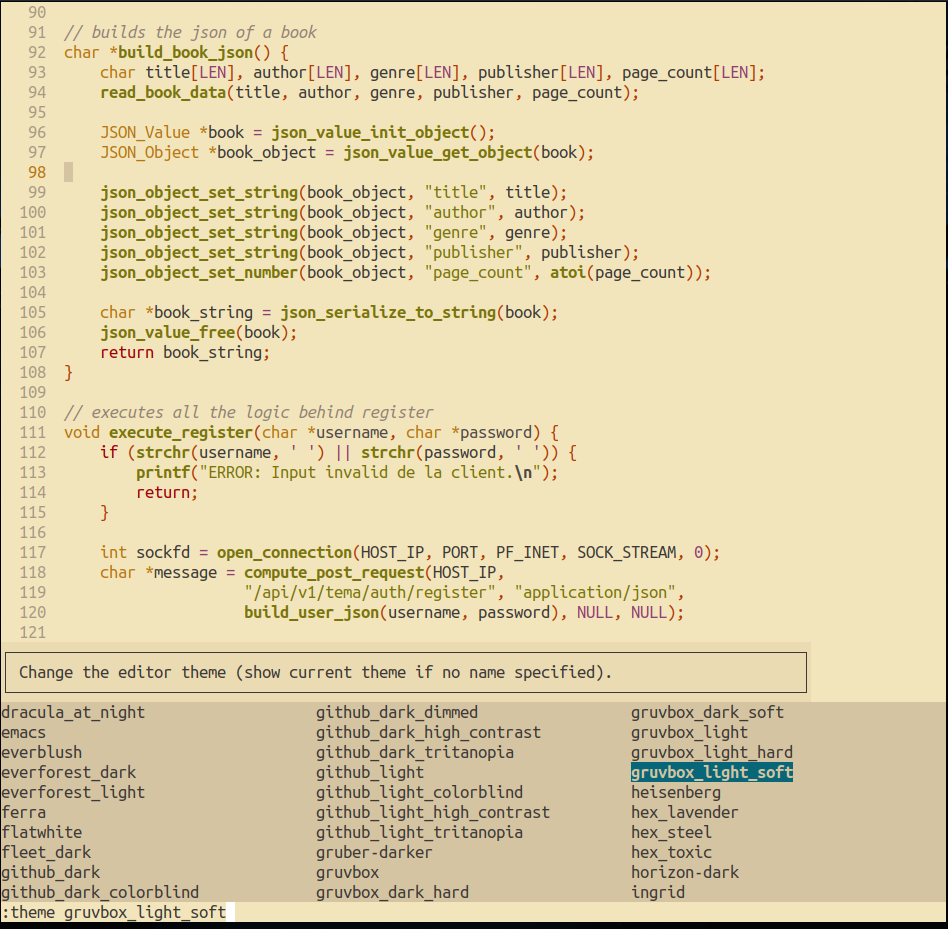 90
91 // builds the json of a book
92 char *build_book_json() {
93     char title[LEN], author[LEN], genre[LEN], publisher[LEN], page_count[LEN];
94     read_book_data(title, author, genre, publisher, page_count);
95
96     JSON_Value *book = json_value_init_object();
97     JSON_Object *book_object = json_value_get_object(book);
98
99     json_object_set_string(book_object, "title", title);
100     json_object_set_string(book_object, "author", author);
101     json_object_set_string(book_object, "genre", genre);
102     json_object_set_string(book_object, "publisher", publisher);
103     json_object_set_number(book_object, "page_count", atoi(page_count));
104
105     char *book_string = json_serialize_to_string(book);
106     json_value_free(book);
107     return book_string;
108 }
109
110 // executes all the logic behind register
111 void execute_register(char *username, char *password) {
112     if (strchr(username, ' ') || strchr(password, ' ')) {
113         printf("ERROR: Input invalid de la client.\n");
114         return;
115     }
116
117     int sockfd = open_connection(HOST_IP, PORT, PF_INET, SOCK_STREAM, 0);
118     char *message = compute_post_request(HOST_IP,
119                     "/api/v1/tema/auth/register", "application/json",
120                     build_user_json(username, password), NULL, NULL);
121
Change the editor theme (show current theme if no name specified).
dracula_at_night github_dark_dimmed gruvbox_dark_soft
emacs github_dark_high_contrast gruvbox_light
everblush github_dark_tritanopia gruvbox_light_hard
everforest_dark github_light gruvbox_light_soft
everforest_light github_light_colorblind heisenberg
ferra github_light_high_contrast hex_lavender
flatwhite github_light_tritanopia hex_steel
fleet_dark gruber-darker hex_toxic
github_dark gruvbox horizon-dark
github_dark_colorblind gruvbox_dark_hard ingrid
:theme gruvbox_light_soft